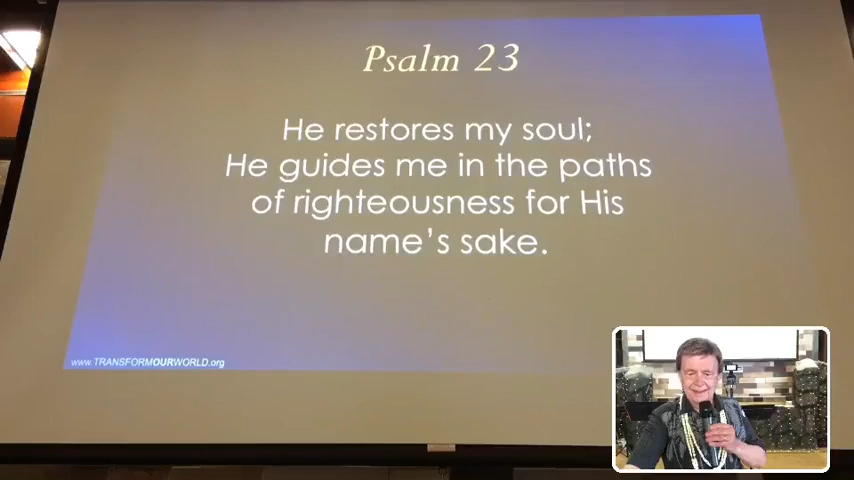 Psalm 23
He restores my soul;
He guides me in the paths
of righteousness for His
name's sake.
www.TRANSFORMOURWORLD.org